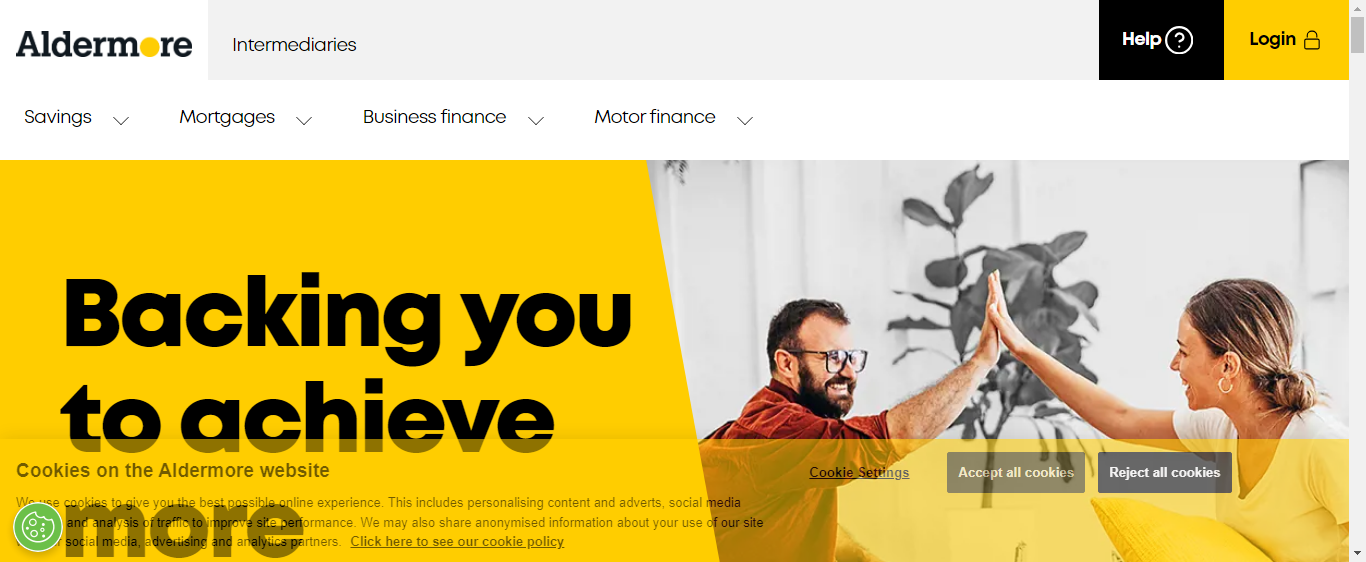 Aldermore
Intermediaries
Help
Login
Savings
Mortgages
Business finance
Motor finance
Backing you
to achieve
more
Cookies on the Aldermore website
We use cookies to give you the best possible online experience. This includes personalising content and adverts, social media
and analysis of traffic to improve site performance. We may also share anonymised information about your use of our site
social media, advertising and analytics partners. Click here to see our cookie policy
Cookie Settings
Accept all cookies
Reject all cookies